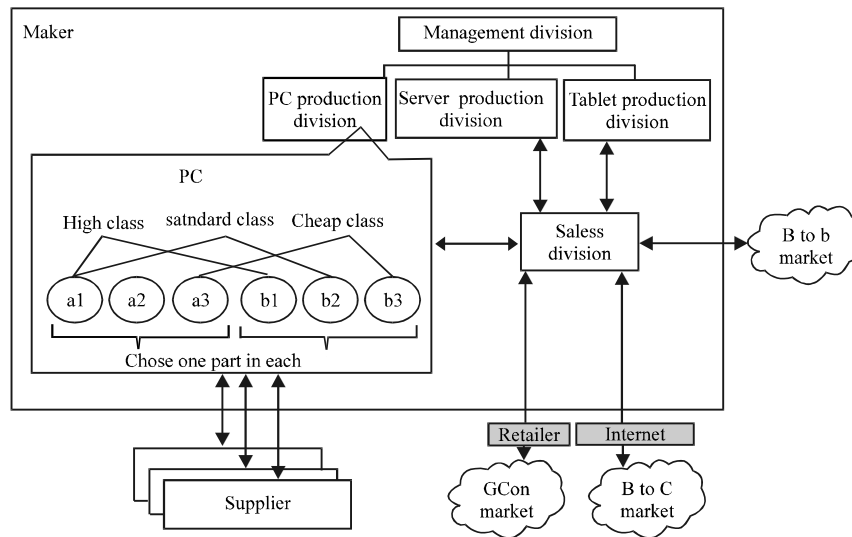 Maker
Management division
PC production
division
Server production
division
Tablet production
division
PC
High class
satndard class
Cheap class
a1
a2
a3
b1
b2
b3
Chose one part in each
Saless
division
B to b
market
Retailer
Internet
GCon
market
B to C
market
Supplier